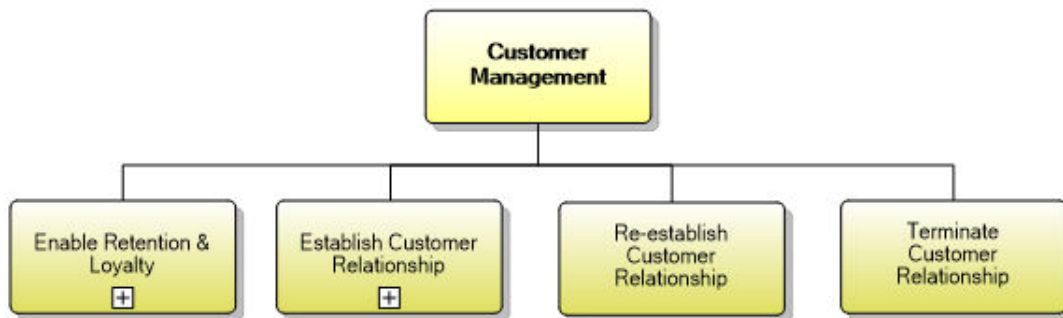 Customer
Management
Enable Retention &
Loyalty
Establish Customer
Relationship
Re-establish
Customer
Relationship
Terminate
Customer
Relationship